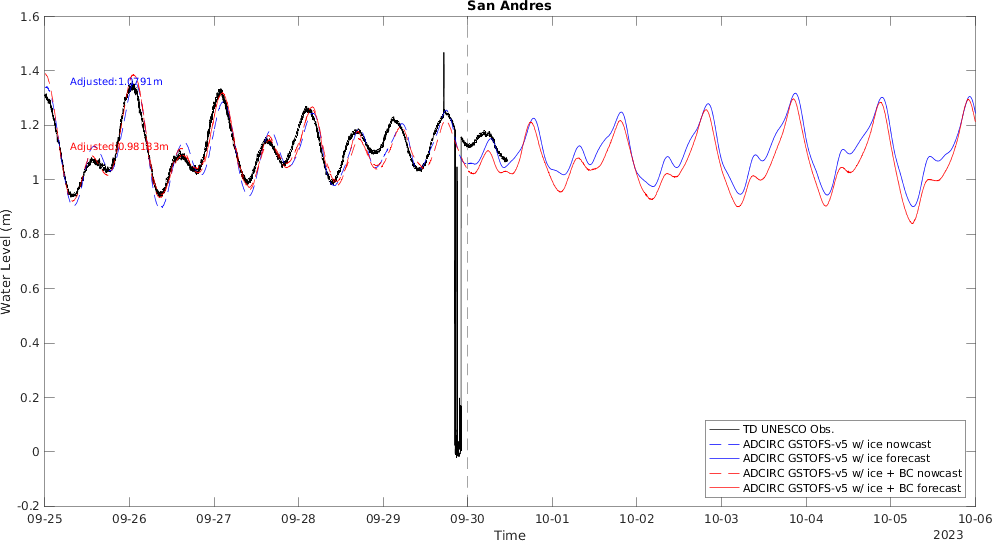 San Andres
1.6
1.4
1.2
1
0.8
0.6
0.4
0.2
0
-0.2
Water Level (m)
Adjusted:1.0791m
Adjusted:0.98133m
TD UNESCO Obs.
ADCIRC GSTOFS-v5 w/ ice nowcast
ADCIRC GSTOFS-v5 w/ ice forecast
ADCIRC GSTOFS-v5 w/ ice + BC nowcast
ADCIRC GSTOFS-v5 w/ ice + BC forecast
09-25 09-26 09-27 09-28 09-29 09-30 10-01 10-02 10-03 10-04 10-05 10-06
Time
2023